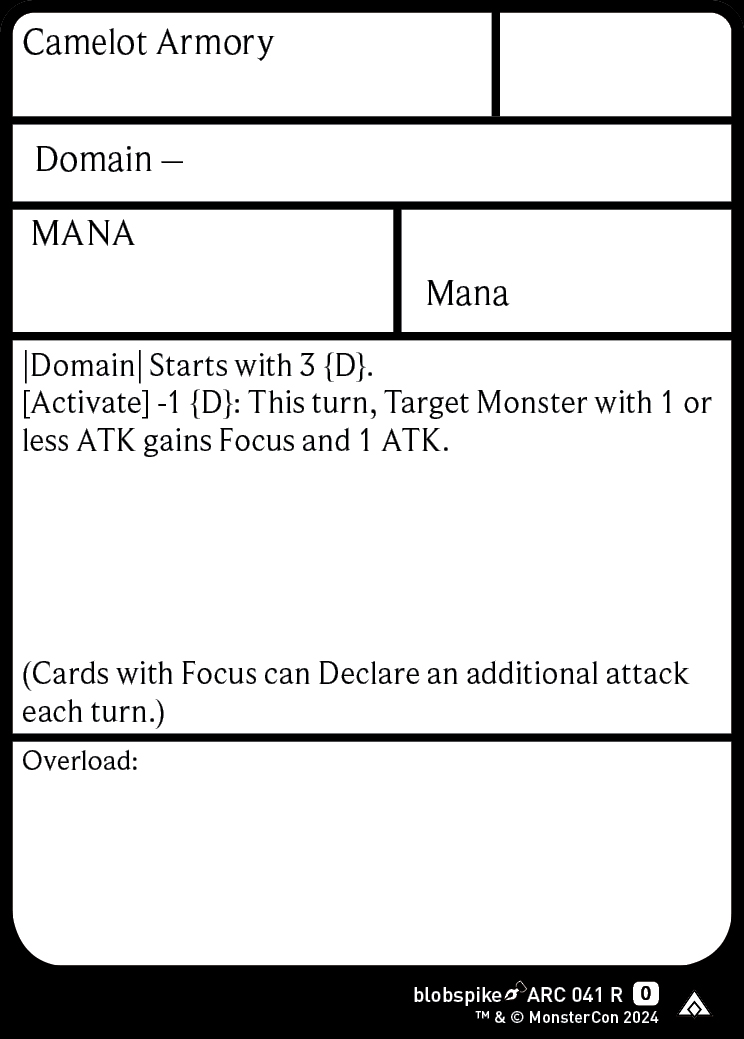 Camelot Armory
Domain —
MANA
Mana
|Domain| Starts with 3 {D}.
[Activate] -1 {D}: This turn, Target Monster with 1 or
less ATK gains Focus and 1 ATK.
(Cards with Focus can Declare an additional attack
each turn.)
Overload:
blobspike ARC 041 R 0
™ & © MonsterCon 2024